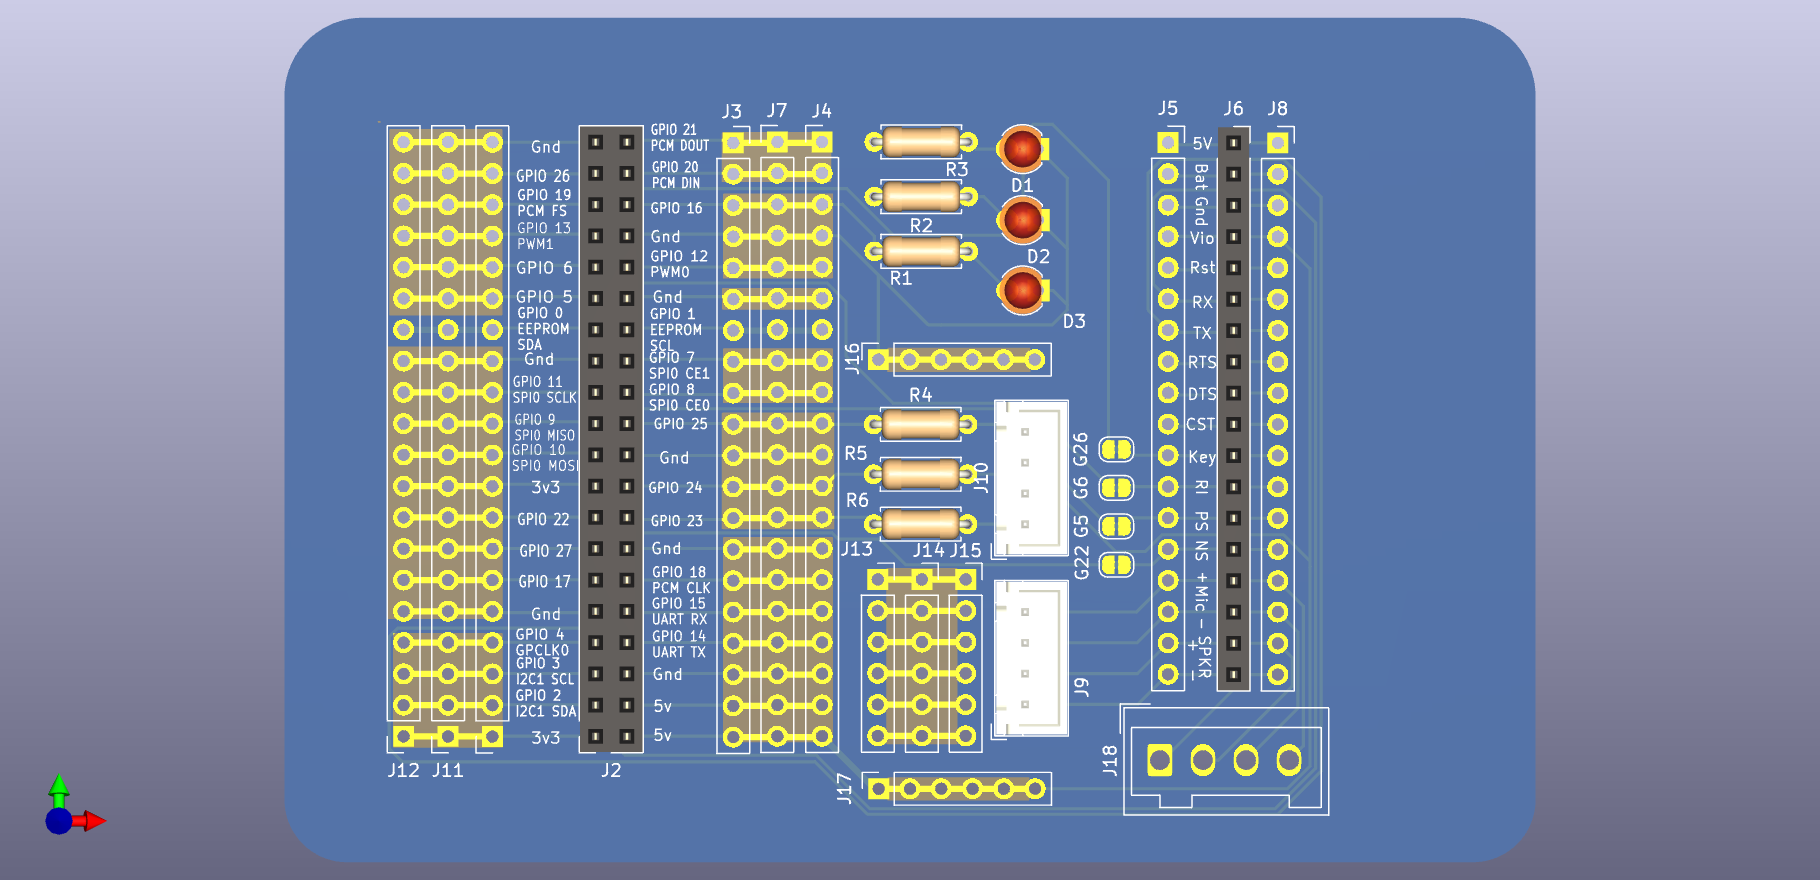 J3 J7 J4
J5 J6 J8
Gnd
GPIO 26
GPIO 19
PCM FS
GPIO 13
PWM1
GPIO 6
GPIO 5
GPIO 0
EEPROM
SDA
Gnd
GPIO 11
SPI0 SCLK
GPIO 9
SPI0 MISO
GPIO 10
SPI0 MOSI
3v3
GPIO 22
GPIO 27
GPIO 17
Gnd
GPIO 4
GPCLK0
GPIO 3
I2C1 SCL
GPIO 2
I2C1 SDA
3v3
J12 J11
J2
GPIO 21
PCM DOUT
GPIO 20
PCM DIN
GPIO 16
Gnd
GPIO 12
PWM0
Gnd
GPIO 1
EEPROM
SCL
GPIO 7
SPI0 CE1
GPIO 8
SPI0 CE0
GPIO 25
Gnd
GPIO 24
GPIO 23
Gnd
GPIO 18
PCM CLK
GPIO 15
UART RX
GPIO 14
UART TX
Gnd
5v
5v
R3
R2
R1
D1
D2
D3
J16
R4
R5
R6
J10
J13 J14 J15
J9
J17
G26
G6
G5
G22
5V
Bat
Gnd
Vio
Rst
RX
TX
RTS
DTS
CST
Key
RI
PS
NS
+Mic -
+ SPKR -
J18